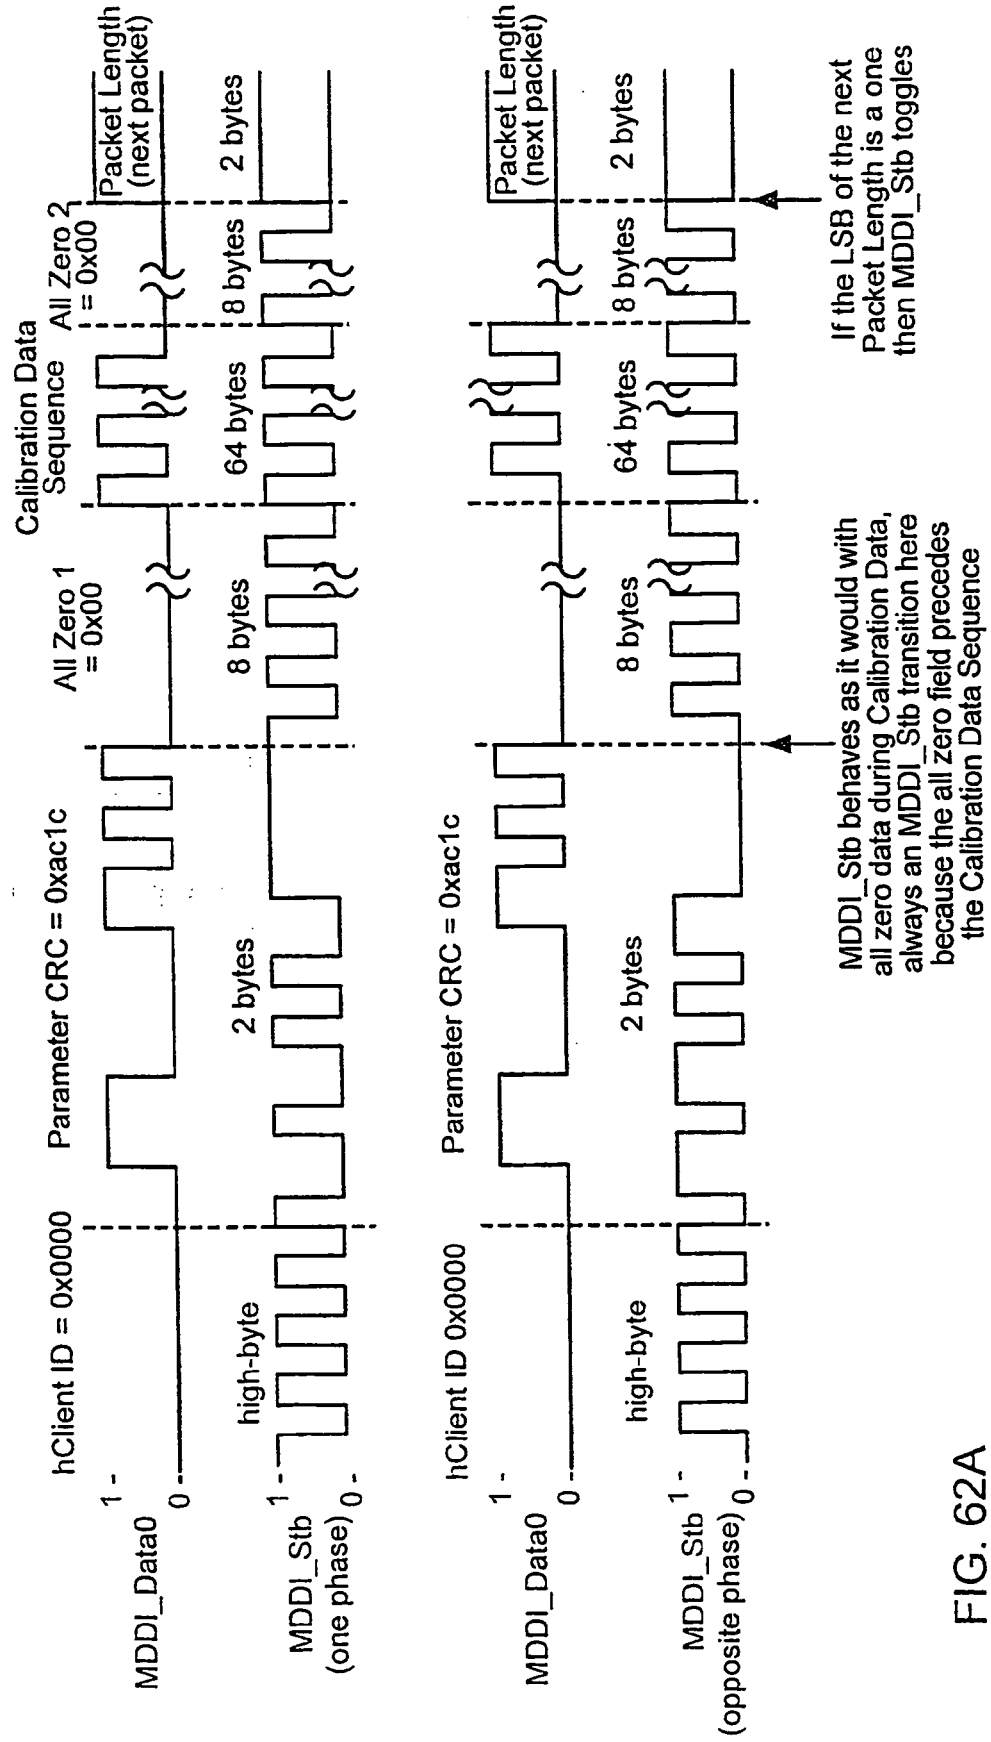 hClient ID = 0x0000
Parameter CRC = 0xac1c
All Zero 1
= 0x00
Calibration Data
Sequence
All Zero 2
= 0x00
Packet Length
(next packet)
MDDI_Data0
1 -
0 -
high-byte
2 bytes
8 bytes
64 bytes
8 bytes
2 bytes
MDDI_Stb
(one phase)
1 -
0 -
hClient ID 0x0000
Parameter CRC = 0xac1c
Packet Length
(next packet)
MDDI_Data0
1 -
0 -
high-byte
2 bytes
8 bytes
64 bytes
8 bytes
2 bytes
MDDI_Stb
(opposite phase)
1 -
0 -
MDDI_Stb behaves as it would with
all zero data during Calibration Data,
always an MDDI_Stb transition here
because the all zero field precedes
the Calibration Data Sequence
If the LSB of the next
Packet Length is a one
then MDDI_Stb toggles
FIG. 62A